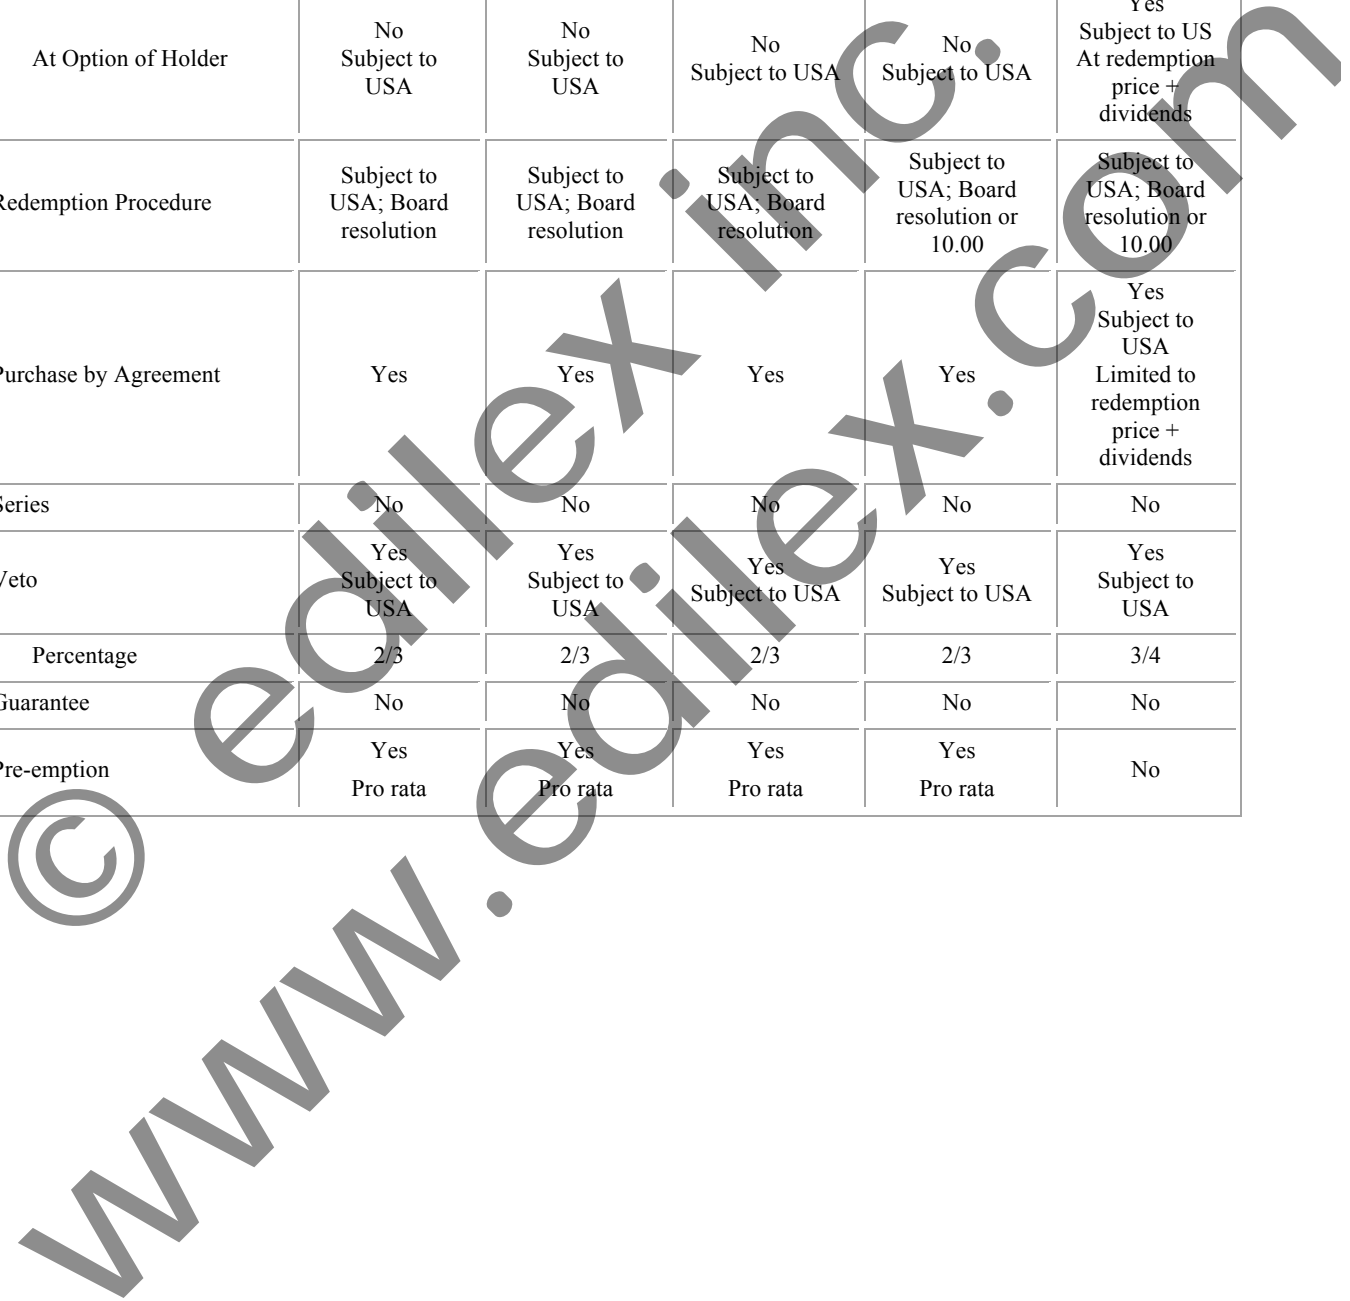 At Option of Holder
No
Subject to
USA
No
Subject to
USA
No
Subject to USA
No
Subject to USA
Yes
Subject to US
At redemption
price +
dividends
Redemption Procedure
Subject to
USA; Board
resolution
Subject to
USA; Board
resolution
Subject to
USA; Board
resolution
Subject to
USA; Board
resolution or
10.00
Subject to
USA; Board
resolution or
10.00
Purchase by Agreement
Yes
Yes
Yes
Yes
Yes
Subject to
USA
Limited to
redemption
price +
dividends
Series
No
No
No
No
No
Veto
Yes
Subject to
USA
Yes
Subject to
USA
Yes
Subject to USA
Yes
Subject to USA
Yes
Subject to
USA
Percentage
2/3
2/3
2/3
2/3
3/4
Guarantee
No
No
No
No
No
Pre-emption
Yes
Pro rata
Yes
Pro rata
Yes
Pro rata
Yes
Pro rata
No
© edilex inc.
www.edilex.com